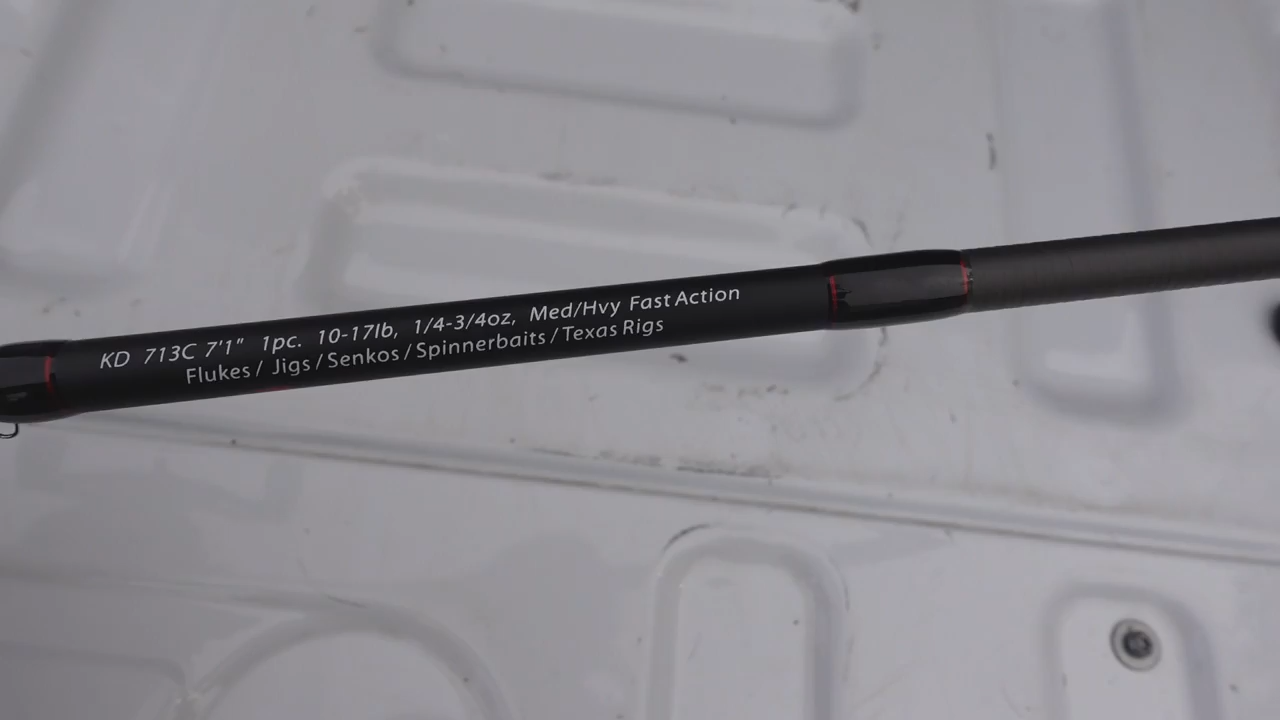 KD 713C 7'1" 1pc. 10-17lb, 1/4-3/4oz, Med/Hvy Fast Action
Flukes / Jigs / Senkos / Spinnerbaits / Texas Rigs